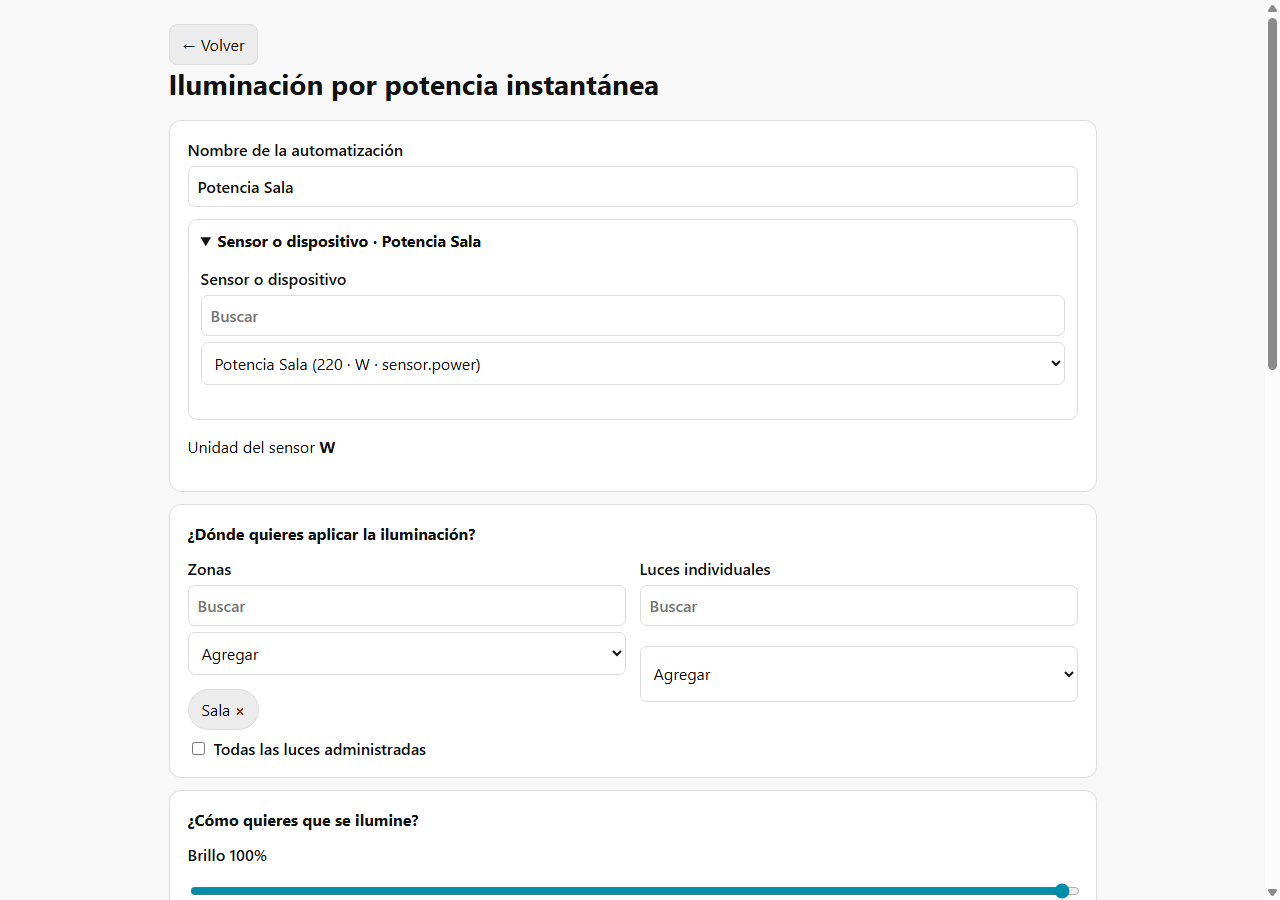 ← Volver
Iluminación por potencia instantánea
Nombre de la automatización
Potencia Sala
▼ Sensor o dispositivo · Potencia Sala
Sensor o dispositivo
Buscar
Potencia Sala (220 · W · sensor.power)
Unidad del sensor W
¿Dónde quieres aplicar la iluminación?
Zonas
Buscar
Agregar
Sala ×
Luces individuales
Buscar
Agregar
Todas las luces administradas
¿Cómo quieres que se ilumine?
Brillo 100%